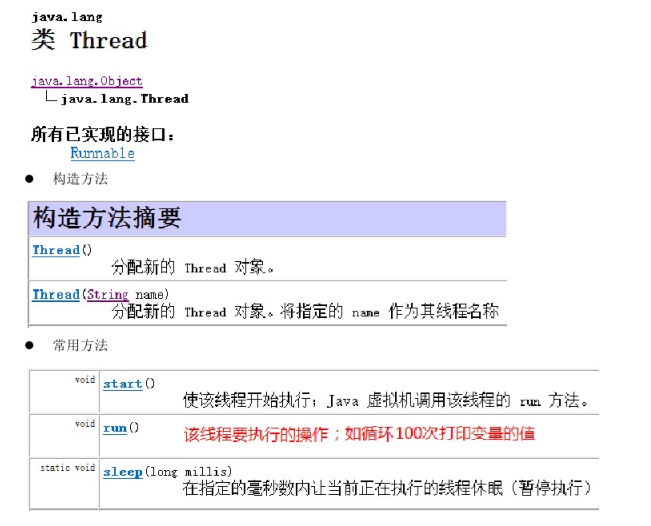 java.lang
类 Thread
java.lang.Object
java.lang.Thread
所有已实现的接口：
Runnable
● 构造方法
构造方法摘要
Thread()
分配新的 Thread 对象。
Thread(String name)
分配新的 Thread 对象。将指定的 name 作为其线程名称
● 常用方法
void start()
使该线程开始执行；Java 虚拟机调用该线程的 run 方法。
void run()
该线程要执行的操作；如循环100次打印变量的值
static void sleep(long millis)
在指定的毫秒数内让当前正在执行的线程休眠（暂停执行）